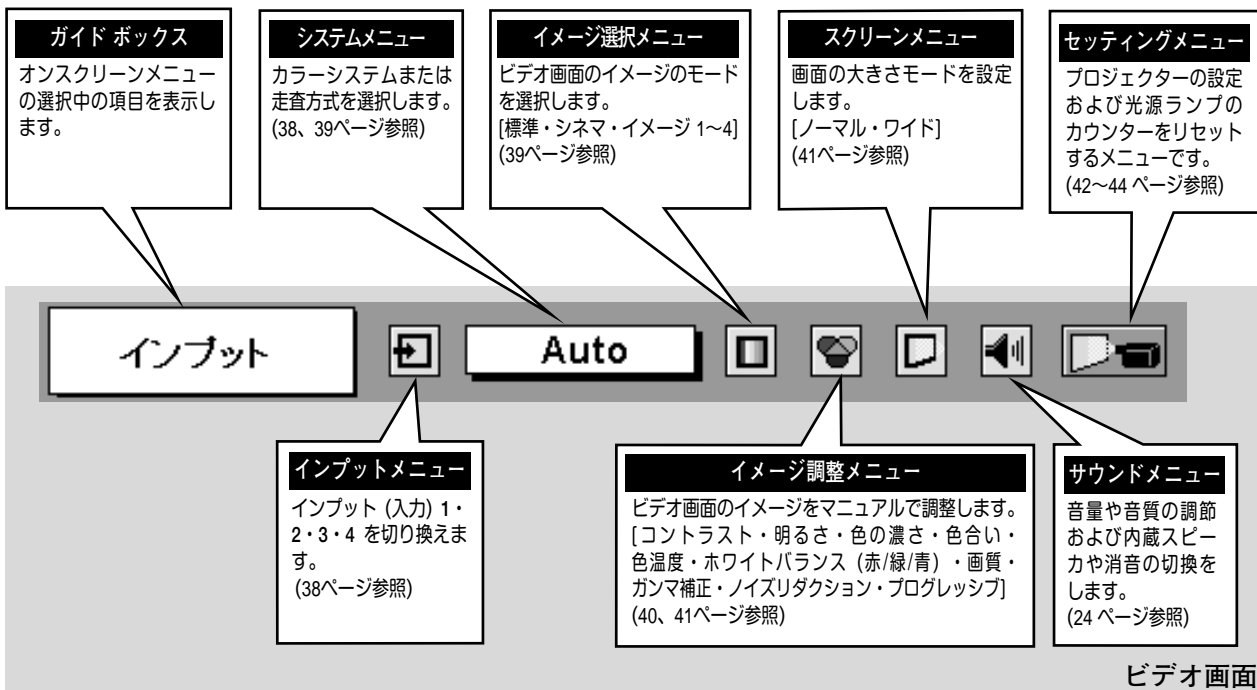 ガイド ボックス
オンスクリーンメニュー
の選択中の項目を表示し
ます。
システムメニュー
カラーシステムまたは
走査方式を選択します。
(38、39ページ参照)
イメージ選択メニュー
ビデオ画面のイメージのモード
を選択します。
[標準・シネマ・イメージ 1～4]
(39ページ参照)
スクリーンメニュー
画面の大きさモードを設定
します。
[ノーマル・ワイド]
(41ページ参照)
セッティングメニュー
プロジェクターの設定
および光源ランプの
カウンターをリセット
するメニューです。
(42～44 ページ参照)
インプット
Auto
インプットメニュー
インプット (入力) 1・
2・3・4 を切り換えま
す。
(38ページ参照)
イメージ調整メニュー
ビデオ画面のイメージをマニュアルで調整します。
[コントラスト・明るさ・色の濃さ・色合い・
色温度・ホワイトバランス (赤/緑/青) ・画質・
ガンマ補正・ノイズリダクション・プログレッシブ]
(40、41ページ参照)
サウンドメニュー
音量や音質の調節
および内蔵スピー
カや消音の切換を
します。
(24 ページ参照)
ビデオ画面